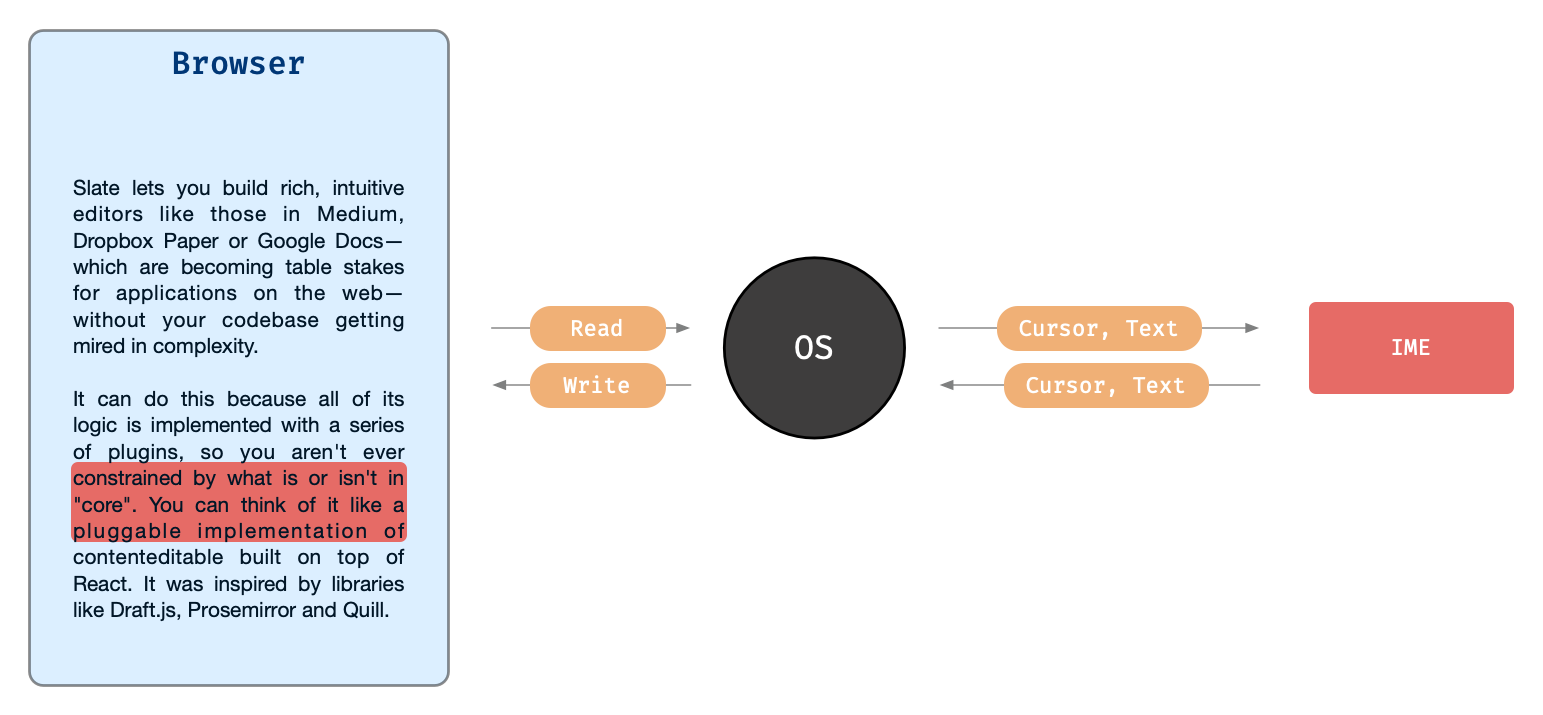 Browser
Slate lets you build rich, intuitive
editors like those in Medium,
Dropbox Paper or Google Docs—
which are becoming table stakes
for applications on the web—
without your codebase getting
mired in complexity.
It can do this because all of its
logic is implemented with a series
of plugins, so you aren't ever
constrained by what is or isn't in
"core". You can think of it like a
pluggable implementation of
contenteditable built on top of
React. It was inspired by libraries
like Draft.js, Prosemirror and Quill.
Read
Write
OS
Cursor, Text
Cursor, Text
IME